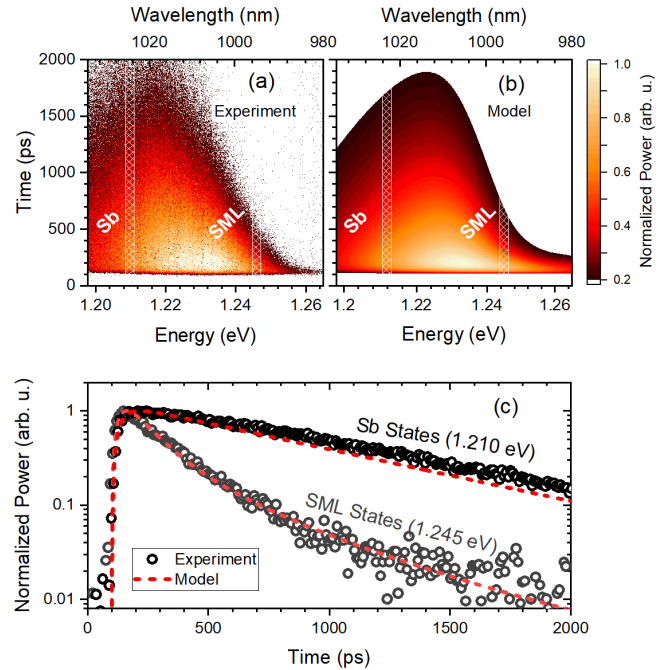 Wavelength (nm)
Wavelength (nm)
1020
1000
1020
1000
980
2000
1500
1000
500
0
Time (ps)
(a)
Experiment
Sb
SML
(b)
Model
Sb
SML
1.0
0.8
0.6
0.4
0.2
Normalized Power (arb. u.)
1.20
1.22
1.24
1.26
1.22
1.24
1.26
Energy (eV)
Energy (eV)
Normalized Power (arb. u.)
1
0.1
0.01
(c)
Sb States (1.210 eV)
SML States (1.245 eV)
Experiment
Model
0
500
1000
1500
2000
Time (ps)